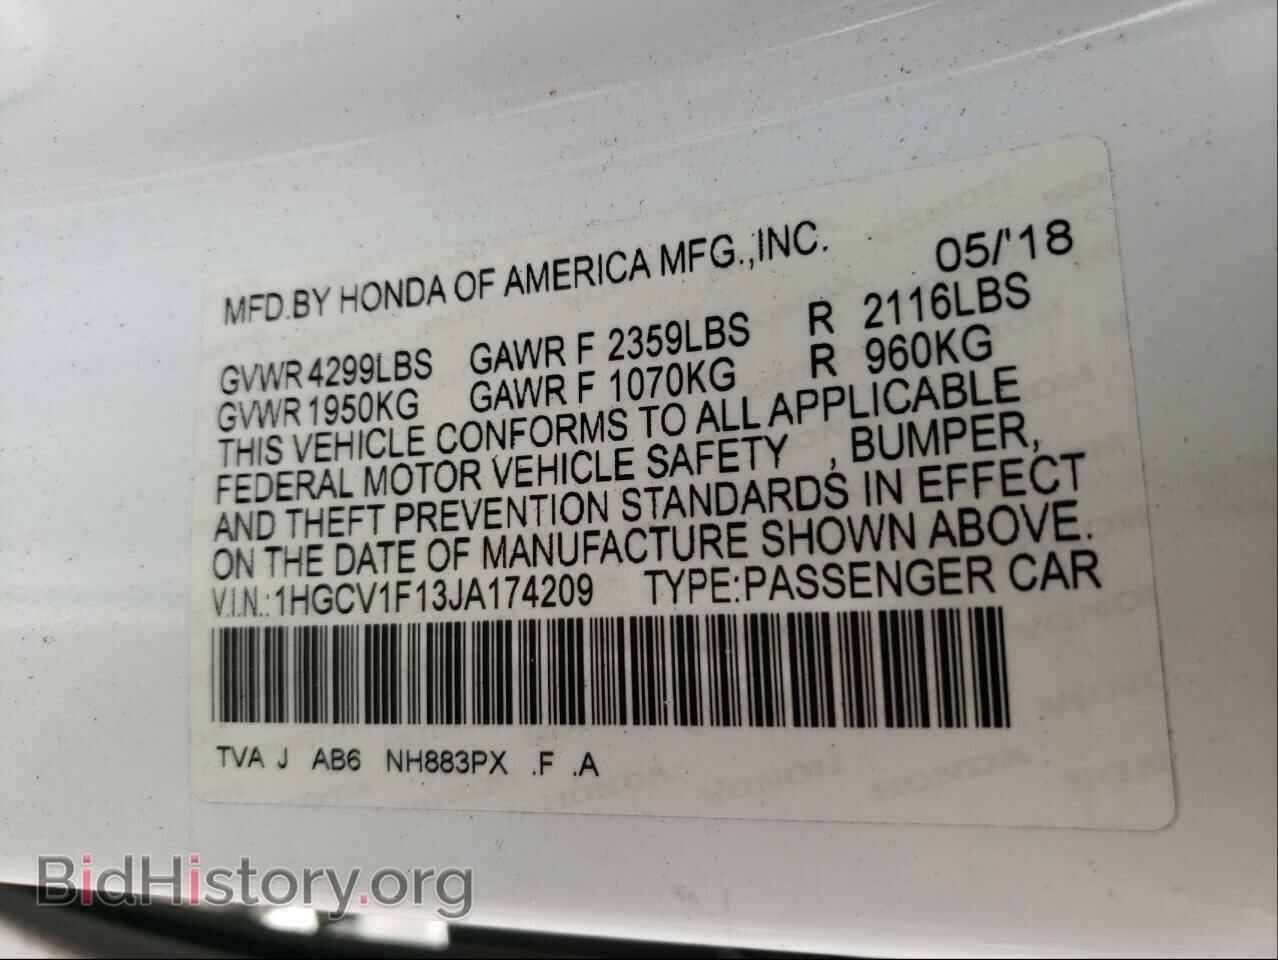 MFD.BY HONDA OF AMERICA MFG.,INC. 05/'18
GVWR 4299LBS GAWR F 2359LBS R 2116LBS
GVWR 1950KG GAWR F 1070KG R 960KG
THIS VEHICLE CONFORMS TO ALL APPLICABLE
FEDERAL MOTOR VEHICLE SAFETY , BUMPER,
AND THEFT PREVENTION STANDARDS IN EFFECT
ON THE DATE OF MANUFACTURE SHOWN ABOVE.
V.I.N.:1HGCV1F13JA174209 TYPE:PASSENGER CAR
TVA J AB6 NH883PX .F .A
BidHistory.org